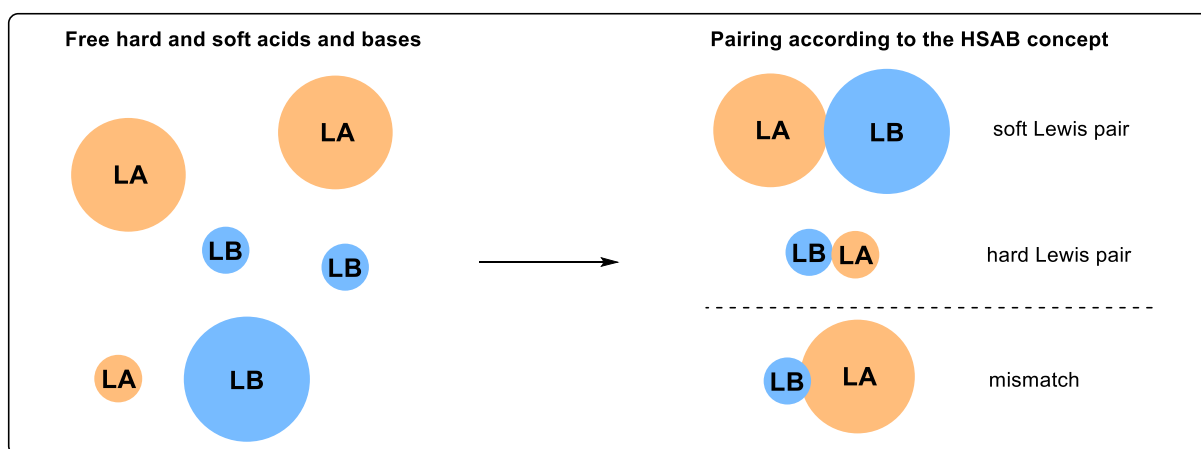 Free hard and soft acids and bases
LA
LA
LB
LB
LA
LB
Pairing according to the HSAB concept
LA LB
soft Lewis pair
LB LA
hard Lewis pair
LB LA
mismatch